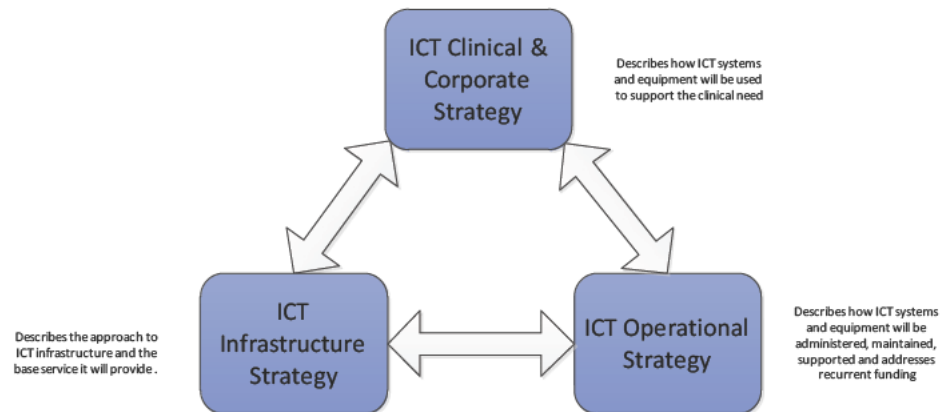 ICT Clinical &
Corporate
Strategy
Describes how ICT systems
and equipment will be used
to support the clinical need
ICT
Infrastructure
Strategy
Describes the approach to
ICT infrastructure and the
base service it will provide .
ICT Operational
Strategy
Describes how ICT systems
and equipment will be
administered, maintained,
supported and addresses
recurrent funding